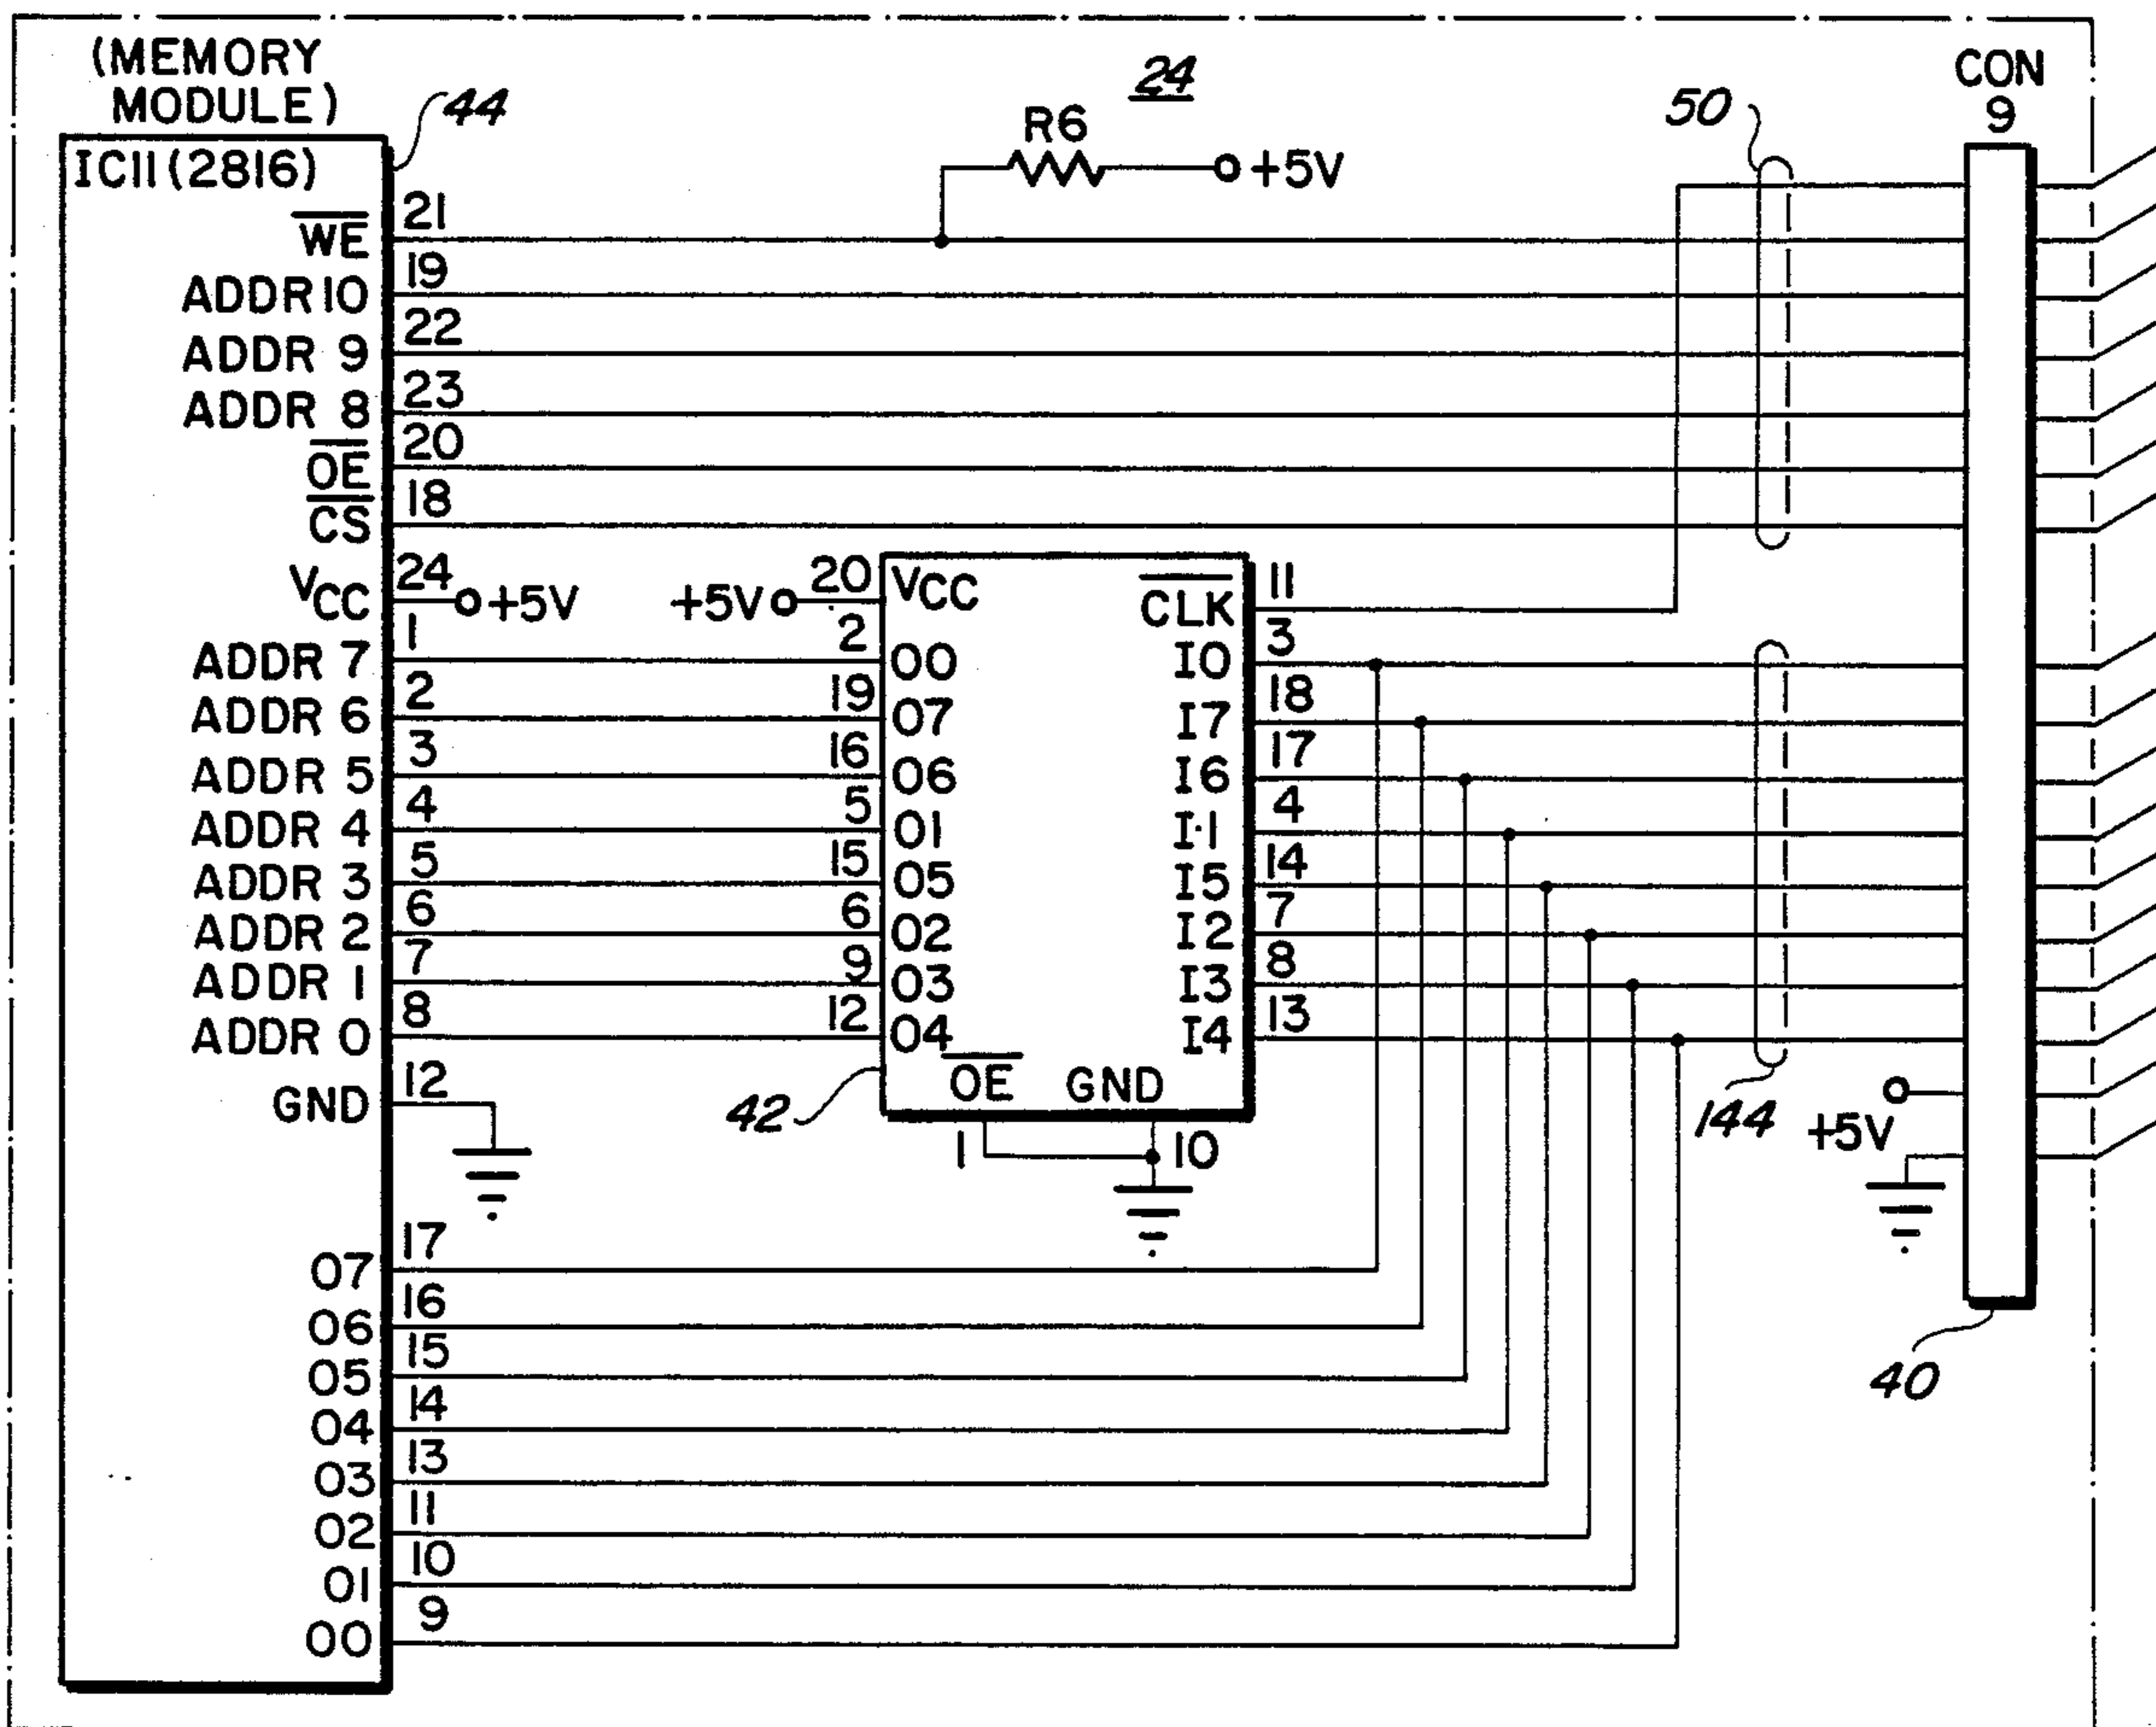 (MEMORY
MODULE)
44
24
CON
9
50
R6
+5V
IC11(2816)
21
WE
19
ADDR 10
22
ADDR 9
23
ADDR 8
20
OE
18
CS
24
VCC
+5V
+5V
20
VCC
CLK
11
1
ADDR 7
2
O0
I0
3
2
ADDR 6
19
O7
I7
18
3
ADDR 5
16
O6
I6
17
4
ADDR 4
5
O1
I1
4
5
ADDR 3
15
O5
I5
14
6
ADDR 2
6
O2
I2
7
7
ADDR 1
9
O3
I3
8
8
ADDR 0
12
O4
I4
13
12
GND
42
OE
GND
1
10
144
+5V
40
17
O7
16
O6
15
O5
14
O4
13
O3
11
O2
10
O1
9
O0